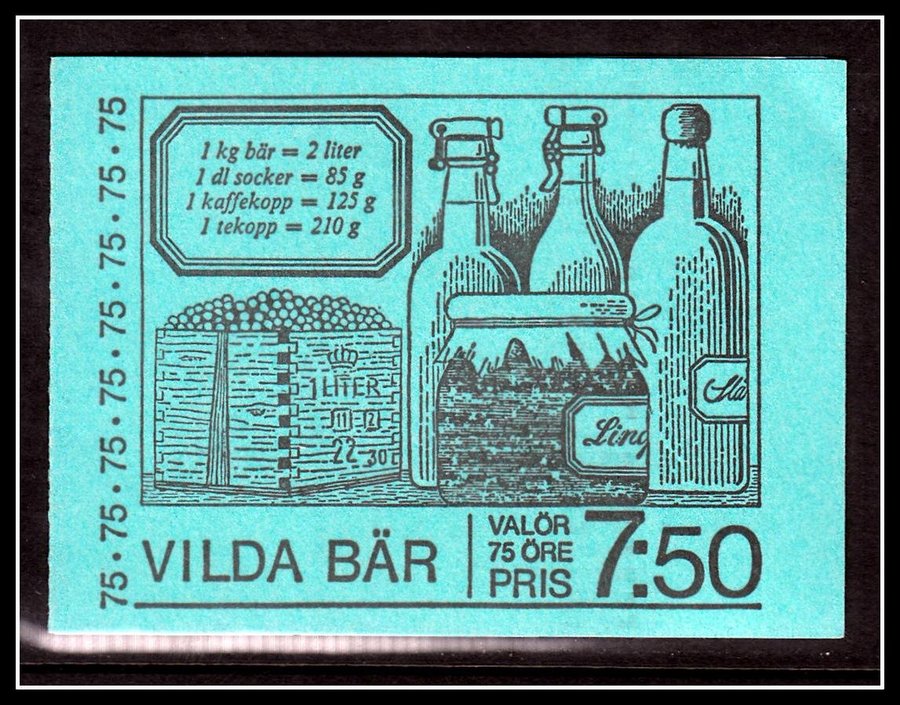 75·75·75·75·75·75·75·75
1 kg bär = 2 liter
1 dl socker = 85 g
1 kaffekopp = 125 g
1 tekopp = 210 g
1 LITER
11 12
22 30
Ling
VILDA BÄR
VALÖR
75 ÖRE
PRIS
7:50